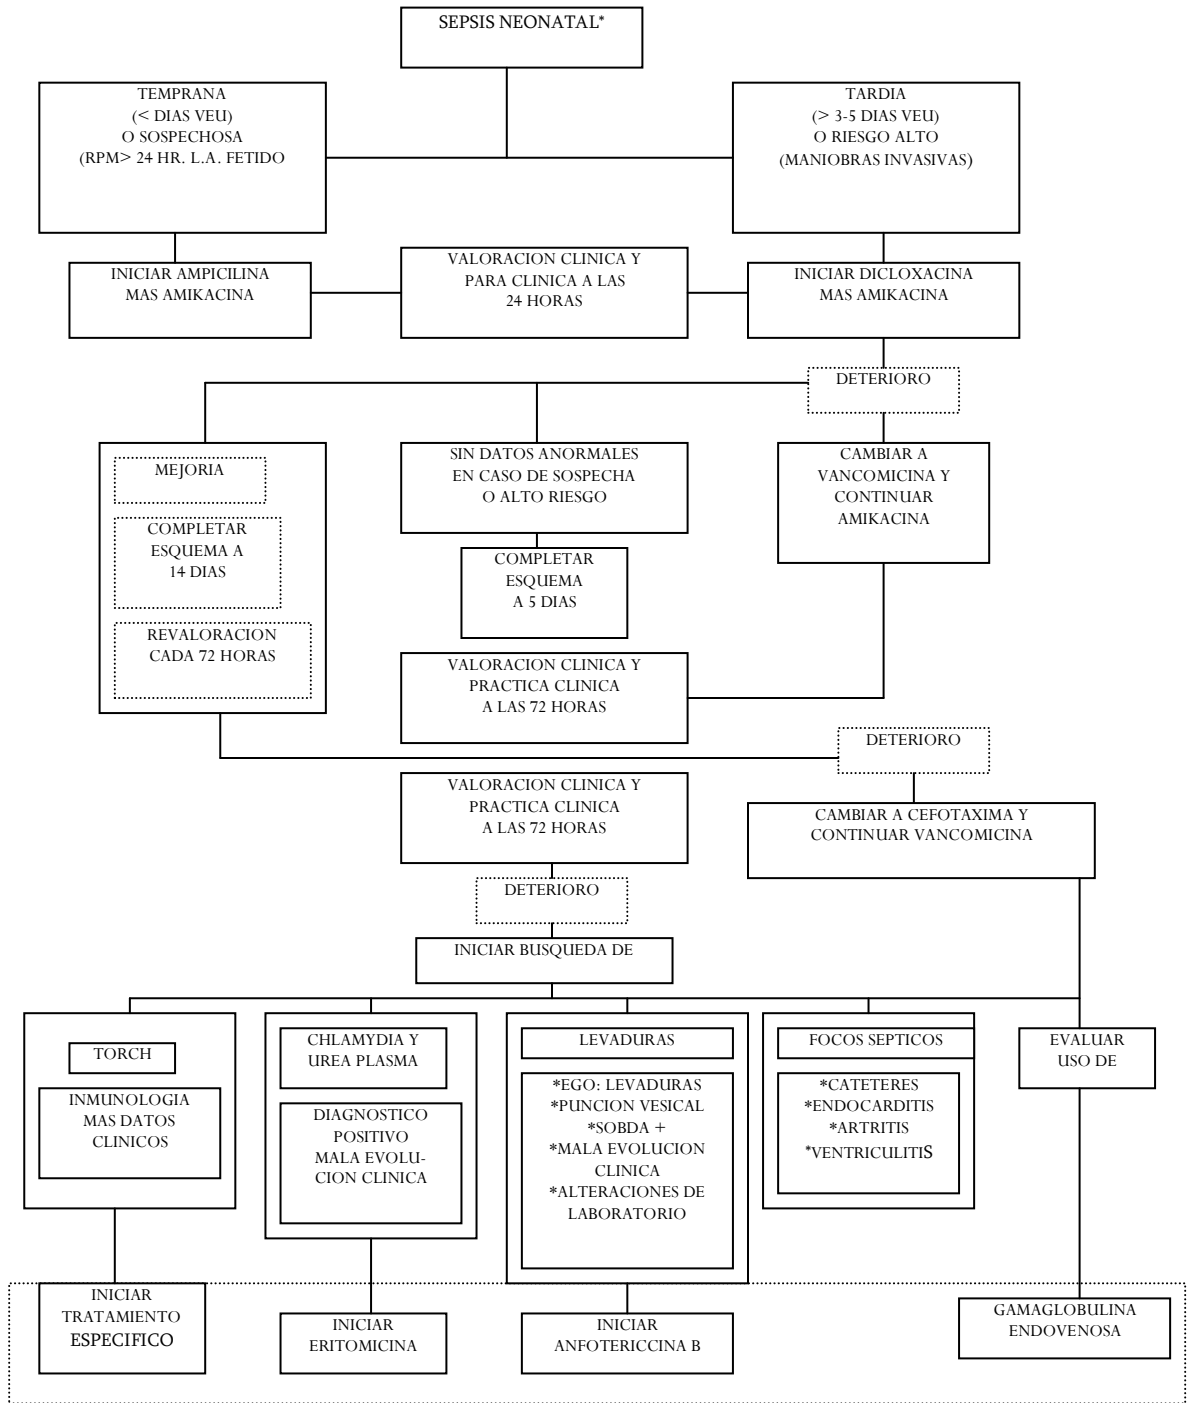 SEPSIS NEONATAL*
TEMPRANA
(< DIAS VEU)
O SOSPECHOSA
(RPM> 24 HR. L.A. FETIDO
TARDIA
(> 3-5 DIAS VEU)
O RIESGO ALTO
(MANIOBRAS INVASIVAS)
INICIAR AMPICILINA
MAS AMIKACINA
VALORACION CLINICA Y
PARA CLINICA A LAS
24 HORAS
INICIAR DICLOXACINA
MAS AMIKACINA
DETERIORO
MEJORIA
COMPLETAR
ESQUEMA A
14 DIAS
REVALORACION
CADA 72 HORAS
SIN DATOS ANORMALES
EN CASO DE SOSPECHA
O ALTO RIESGO
COMPLETAR
ESQUEMA
A 5 DIAS
CAMBIAR A
VANCOMICINA Y
CONTINUAR
AMIKACINA
VALORACION CLINICA Y
PRACTICA CLINICA
A LAS 72 HORAS
DETERIORO
VALORACION CLINICA Y
PRACTICA CLINICA
A LAS 72 HORAS
CAMBIAR A CEFOTAXIMA Y
CONTINUAR VANCOMICINA
DETERIORO
INICIAR BUSQUEDA DE
TORCH
INMUNOLOGIA
MAS DATOS
CLINICOS
CHLAMYDIA Y
UREA PLASMA
DIAGNOSTICO
POSITIVO
MALA EVOLU-
CION CLINICA
LEVADURAS
*EGO: LEVADURAS
*PUNCION VESICAL
*SOBDA +
*MALA EVOLUCION
CLINICA
*ALTERACIONES DE
LABORATORIO
FOCOS SEPTICOS
*CATETERES
*ENDOCARDITIS
*ARTRITIS
*VENTRICULITIS
EVALUAR
USO DE
INICIAR
TRATAMIENTO
ESPECIFICO
INICIAR
ERITOMICINA
INICIAR
ANFOTERICCINA B
GAMAGLOBULINA
ENDOVENOSA